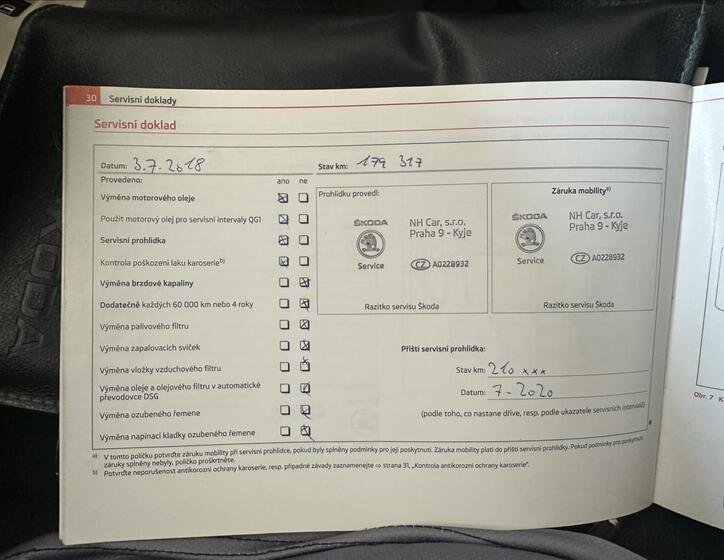 30 Servisní doklady
Servisní doklad
Datum: 3.7.2018 Stav km: 179 317
Provedeno: ano ne
Výměna motorového oleje
Použit motorový olej pro servisní intervaly QG1
Servisní prohlídka
Kontrola poškození laku karoserie b)
Výměna brzdové kapaliny
Dodatečně každých 60 000 km nebo 4 roky
Výměna palivového filtru
Výměna zapalovacích svíček
Výměna vložky vzduchového filtru
Výměna oleje a olejového filtru v automatické
převodovce DSG
Výměna ozubeného řemene
Výměna napínací kladky ozubeného řemene
Prohlídku provedl:
ŠKODA
Service
NH Car, s.r.o.
Praha 9 - Kyje
CZ A0228932
Razítko servisu Škoda
Záruka mobility a)
ŠKODA
Service
NH Car, s.r.o.
Praha 9 - Kyje
CZ A0228932
Razítko servisu Škoda
Příští servisní prohlídka:
Stav km: 210 xxx
Datum: 7-2020
(podle toho, co nastane dříve, resp. podle ukazatele servisních intervalů)
a) V tomto políčku potvrďte záruku mobility při servisní prohlídce, pokud byly splněny podmínky pro její poskytnutí. Záruka mobility platí do příští servisní prohlídky. Pokud podmínky pro poskytnutí
záruky splněny nebyly, políčko proškrtněte.
b) Potvrďte neporušenost antikorozní ochrany karoserie, resp. případné závady zaznamenejte ⇒ strana 31, „Kontrola antikorozní ochrany karoserie“.
Obr. 7 K
ŠKODA